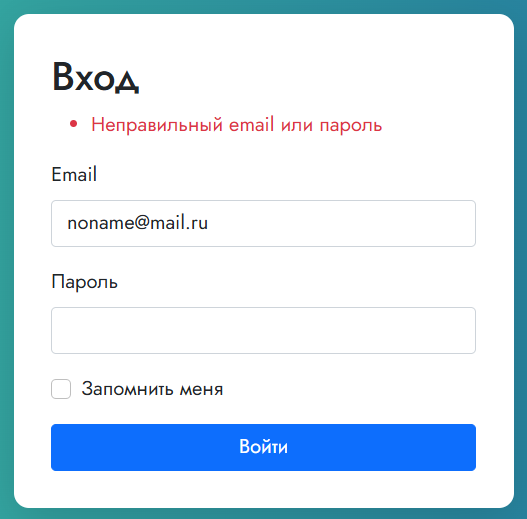 Вход
Неправильный email или пароль
Email
noname@mail.ru
Пароль
Запомнить меня
Войти